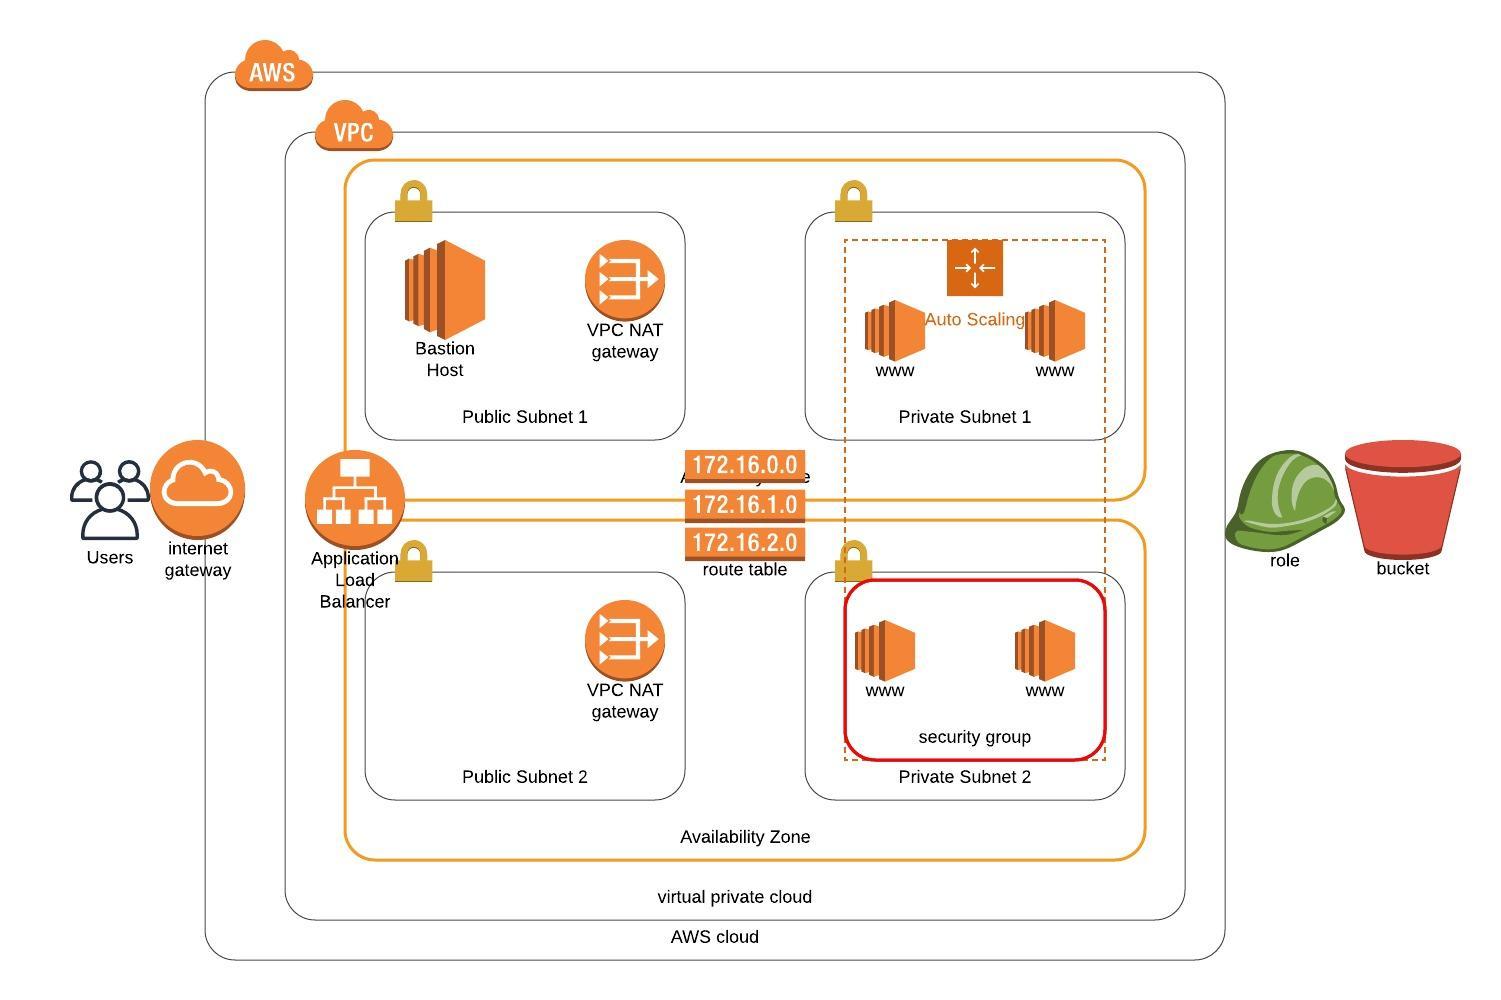 AWS
VPC
Bastion
Host
VPC NAT
gateway
Public Subnet 1
Auto Scaling
www
www
Private Subnet 1
172.16.0.0
172.16.1.0
172.16.2.0
route table
Users
internet
gateway
Application
Load
Balancer
role
bucket
VPC NAT
gateway
Public Subnet 2
www
www
security group
Private Subnet 2
Availability Zone
virtual private cloud
AWS cloud